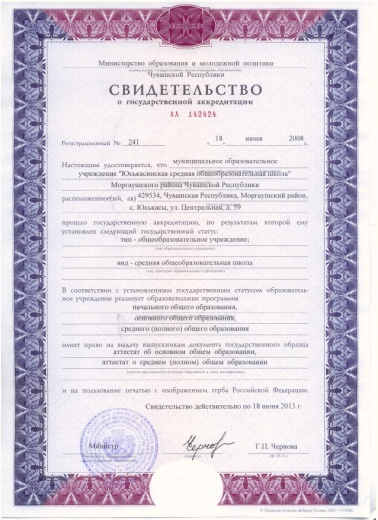 Министерство образования и молодежной политики
Чувашской Республики
СВИДЕТЕЛЬСТВО
о государственной аккредитации
АА 142424
Регистрационный № 241 „ 18 „ июня 2008 г.
Настоящим удостоверяется, что муниципальное образовательное
учреждение "Юськасинская средняя общеобразовательная школа"
Моргаушского района Чувашской Республики
расположенное(ый, ая) 429534, Чувашская Республика, Моргаушский район,
с. Юськасы, ул. Центральная, д. 59
прошло государственную аккредитацию, по результатам которой ему
установлен следующий государственный статус:
тип - общеобразовательное учреждение;
вид - средняя общеобразовательная школа
В соответствии с установленным государственным статусом образователь-
ное учреждение реализует образовательные программы
начального общего образования,
основного общего образования,
среднего (полного) общего образования
имеет право на выдачу выпускникам документа государственного образца
аттестат об основном общем образовании,
аттестат о среднем (полном) общем образовании
и на пользование печатью с изображением герба Российской Федерации.
Свидетельство действительно по 18 июня 2013 г.
Министр Г.П. Чернова